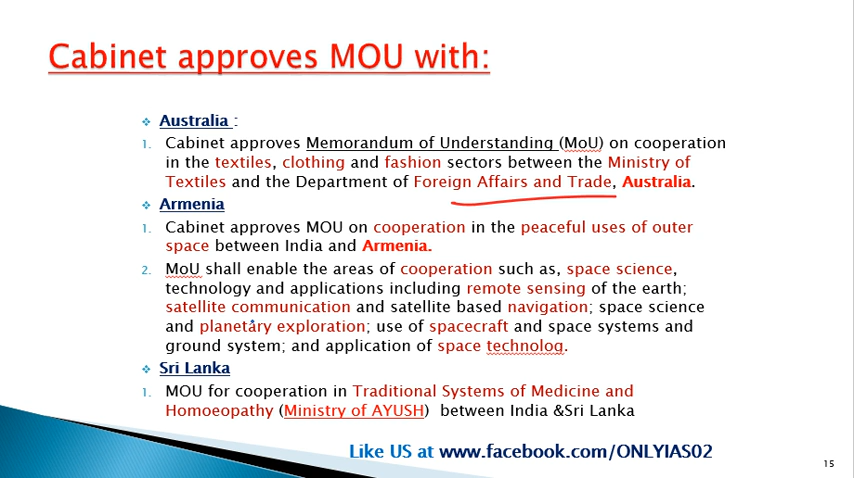 Cabinet approves MOU with:
❖ Australia :
1. Cabinet approves Memorandum of Understanding (MoU) on cooperation
in the textiles, clothing and fashion sectors between the Ministry of
Textiles and the Department of Foreign Affairs and Trade, Australia.
❖ Armenia
1. Cabinet approves MOU on cooperation in the peaceful uses of outer
space between India and Armenia.
2. MoU shall enable the areas of cooperation such as, space science,
technology and applications including remote sensing of the earth;
satellite communication and satellite based navigation; space science
and planetary exploration; use of spacecraft and space systems and
ground system; and application of space technolog.
❖ Sri Lanka
1. MOU for cooperation in Traditional Systems of Medicine and
Homoeopathy (Ministry of AYUSH) between India &Sri Lanka
Like US at www.facebook.com/ONLYIAS02
15